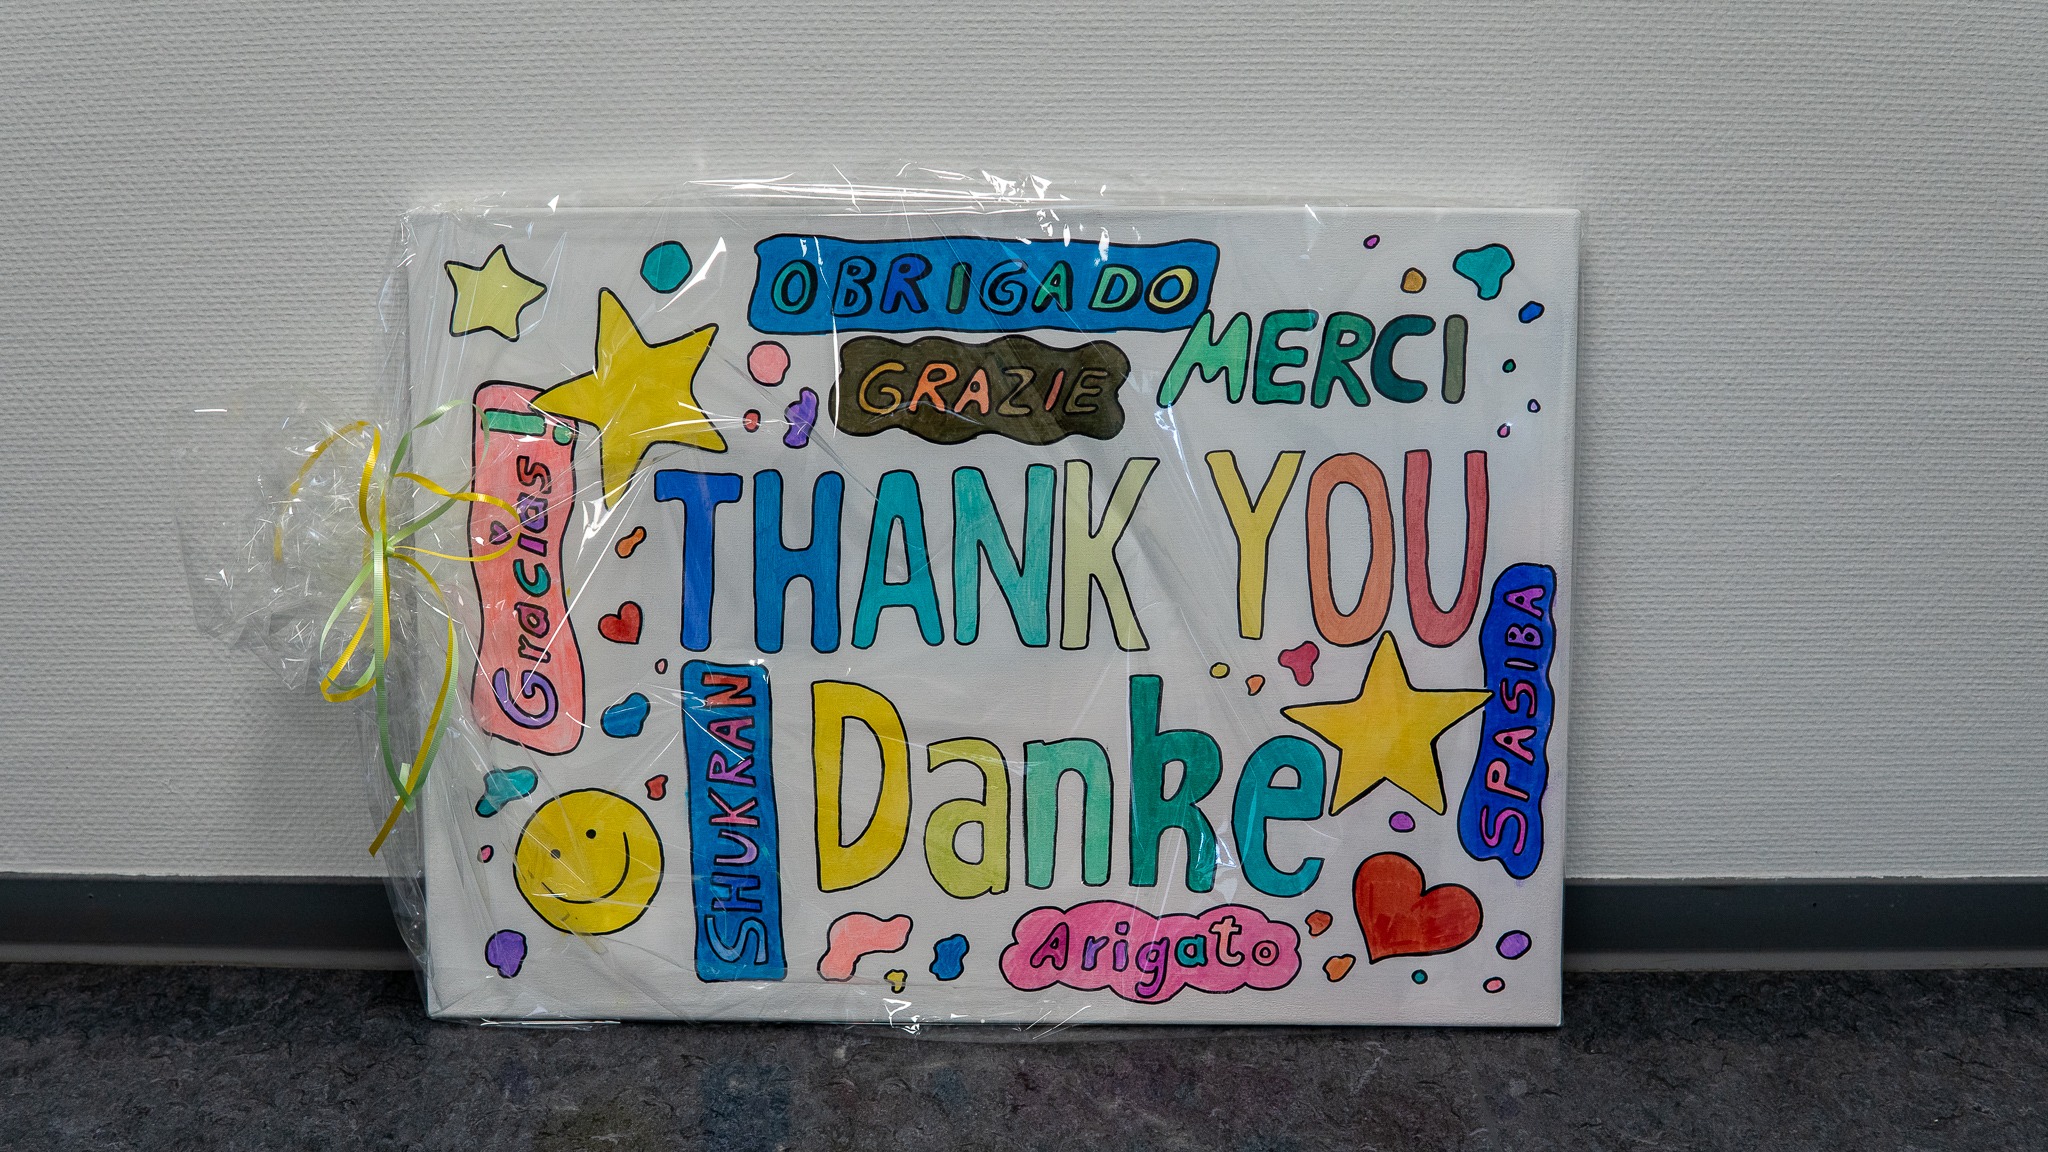 OBRIGADO
MERCI
GRAZIE
Gracias!
THANK YOU
SPASIBA
SHUKRAN
Danke
Arigato